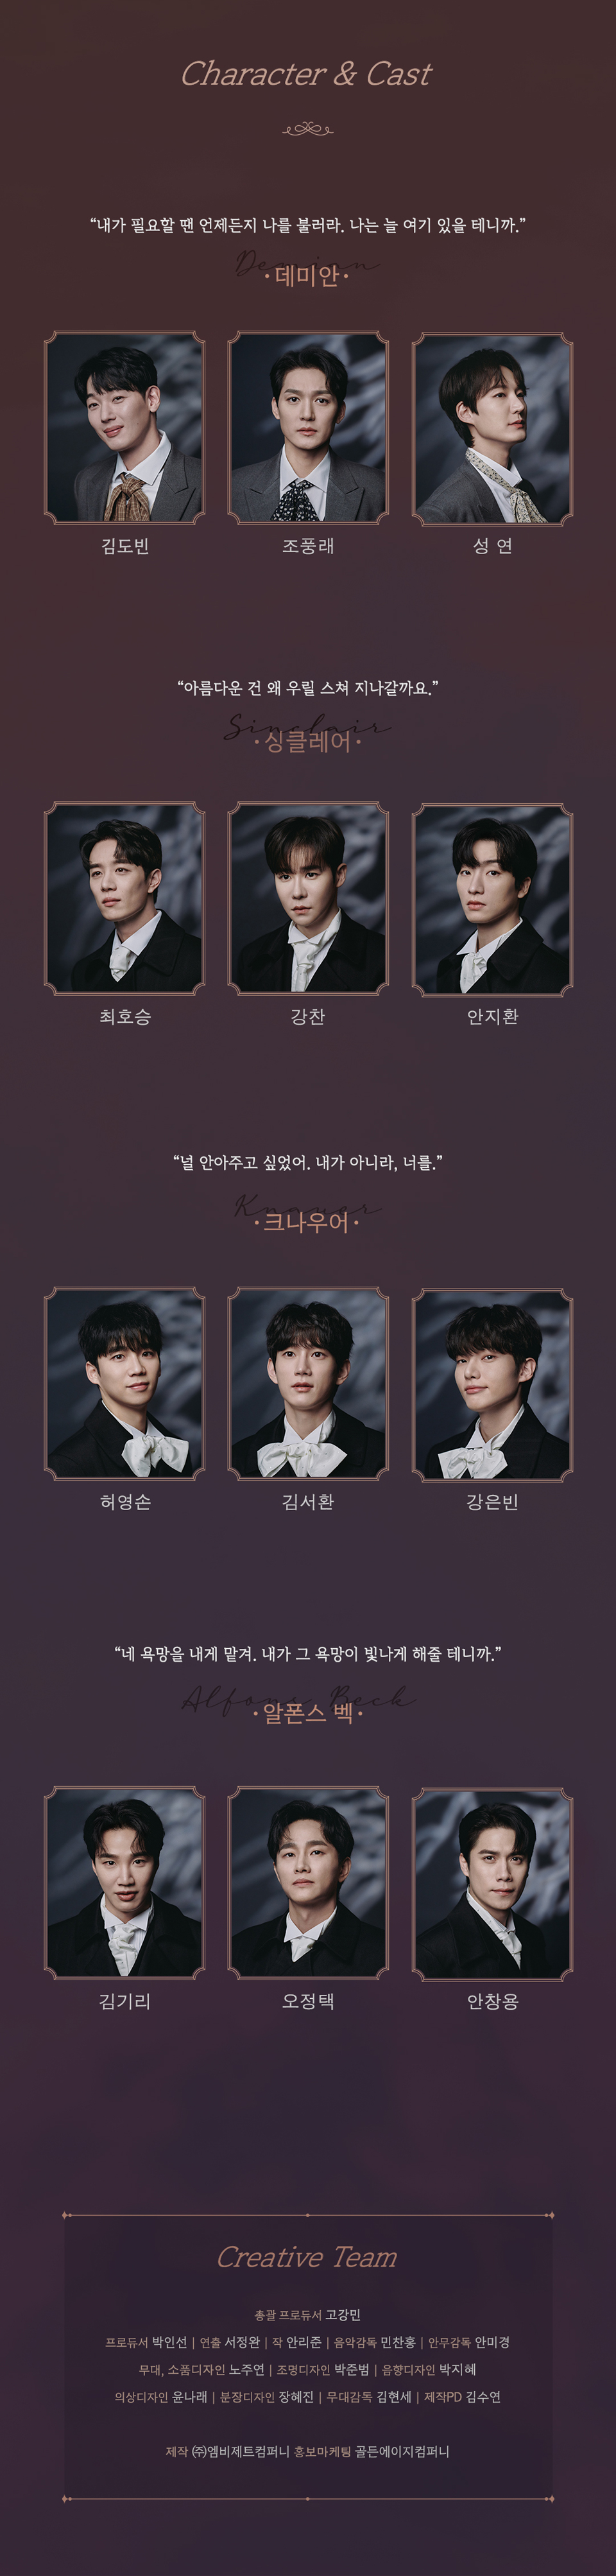 Character & Cast
“내가 필요할 땐 언제든지 나를 불러라. 나는 늘 여기 있을 테니까.”
Demian
·데미안·
김도빈
조풍래
성 연
“아름다운 건 왜 우릴 스쳐 지나갈까요.”
Sinclair
·싱클레어·
최호승
강찬
안지환
“널 안아주고 싶었어. 내가 아니라, 너를.”
Knauer
·크나우어·
허영손
김서환
강은빈
“네 욕망을 내게 맡겨. 내가 그 욕망이 빛나게 해줄 테니까.”
Alfons Beck
·알폰스 벡·
김기리
오정택
안창용
Creative Team
총괄 프로듀서 고강민
프로듀서 박인선 | 연출 서정완 | 작 안리준 | 음악감독 민찬홍 | 안무감독 안미경
무대, 소품디자인 노주연 | 조명디자인 박준범 | 음향디자인 박지혜
의상디자인 윤나래 | 분장디자인 장혜진 | 무대감독 김현세 | 제작PD 김수연
제작 ㈜엠비제트컴퍼니 홍보마케팅 골든에이지컴퍼니